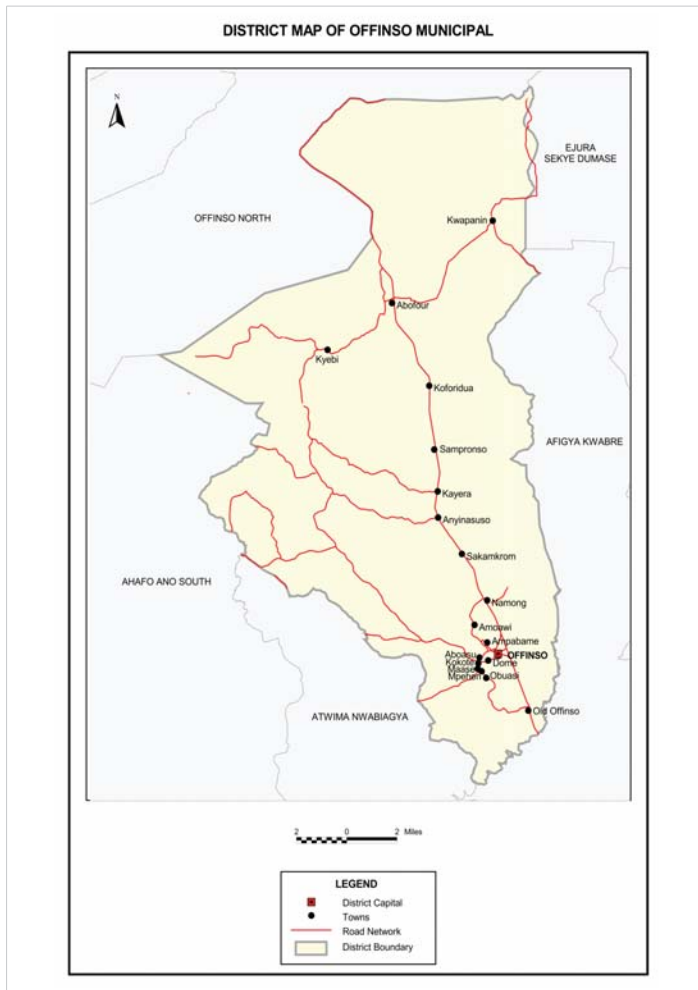 DISTRICT MAP OF OFFINSO MUNICIPAL
N
EJURA
SEKYE DUMASE
OFFINSO NORTH
Kwapanin
Abofour
Kyebi
Koforidua
AFIGYA KWABRE
Sampronso
Kayera
Anyinasuso
Sakamkrom
AHAFO ANO SOUTH
Namong
Amoawi
Ampabame
Aboasu
OFFINSO
Kokote
Dome
Maase
Mpehen
Obuasi
Old Offinso
ATWIMA NWABIAGYA
2 0 2 Miles
LEGEND
District Capital
Towns
Road Network
District Boundary